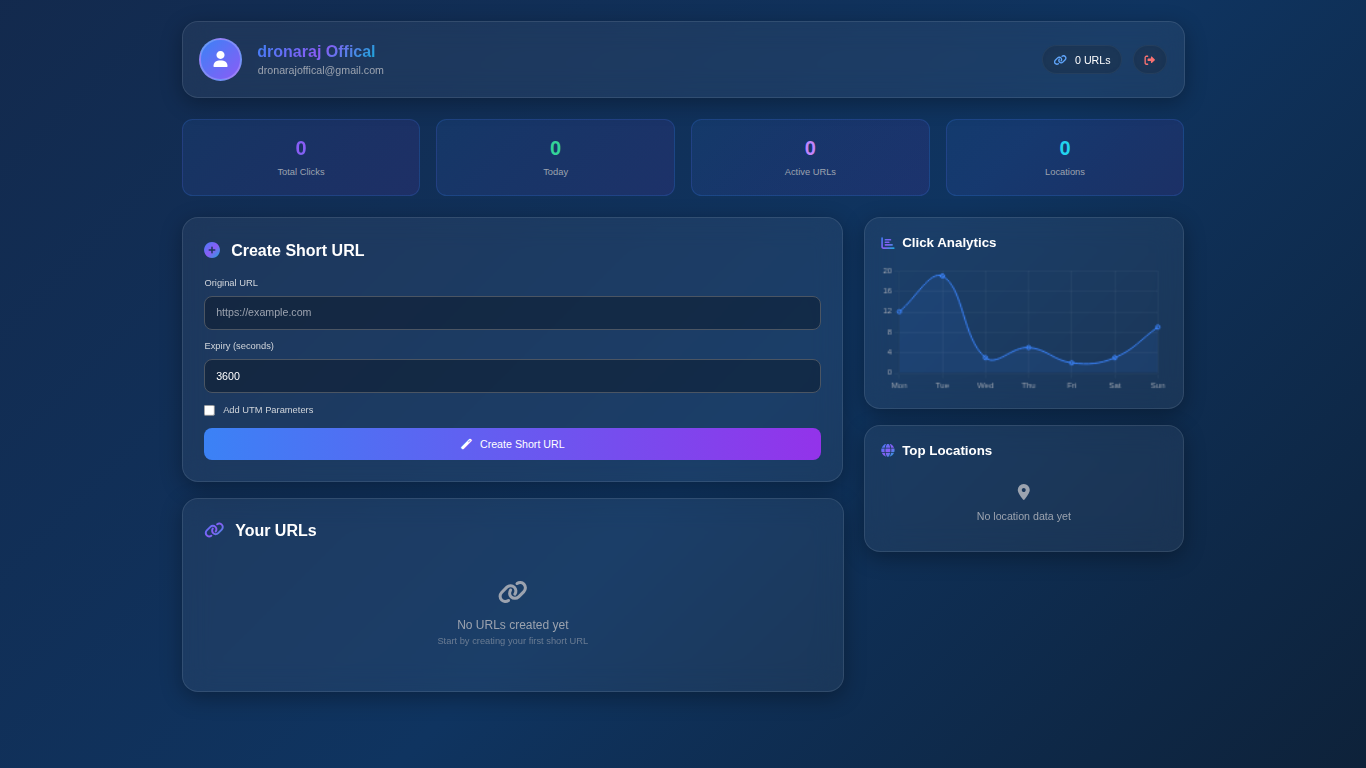 dronaraj Offical
dronarajoffical@gmail.com
0 URLs
0
Total Clicks
0
Today
0
Active URLs
0
Locations
Create Short URL
Original URL
https://example.com
Expiry (seconds)
3600
Add UTM Parameters
Create Short URL
Your URLs
No URLs created yet
Start by creating your first short URL
Click Analytics
20
16
12
8
4
0
Mon Tue Wed Thu Fri Sat Sun
Top Locations
No location data yet